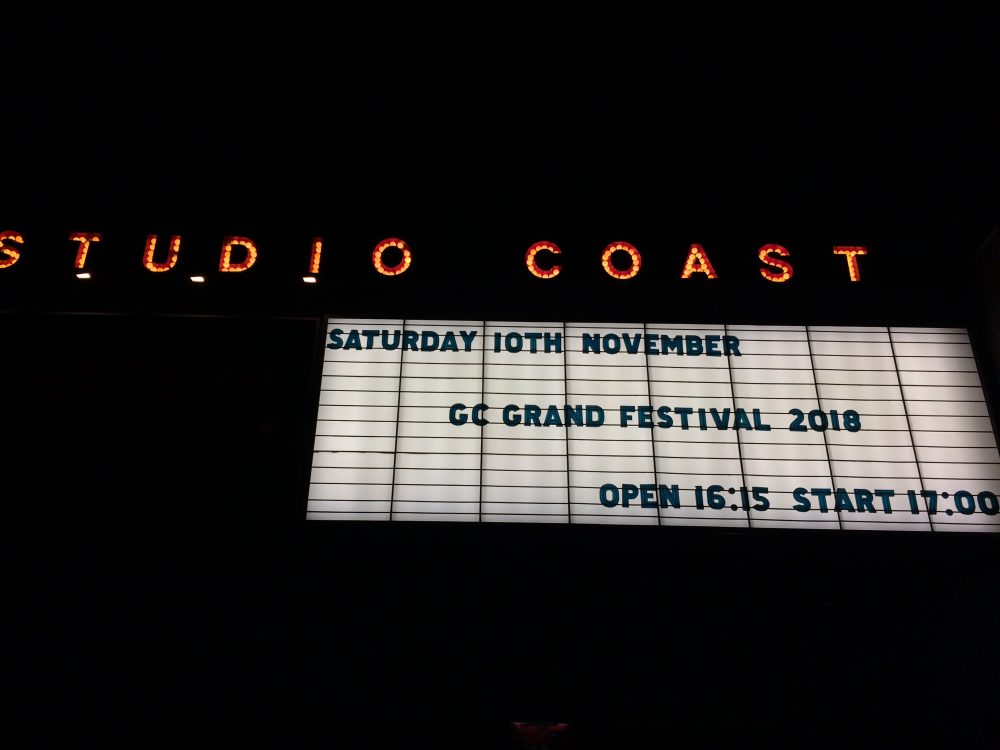 STUDIO COAST
SATURDAY 10TH NOVEMBER
GC GRAND FESTIVAL 2018
OPEN 16:15 START 17:00